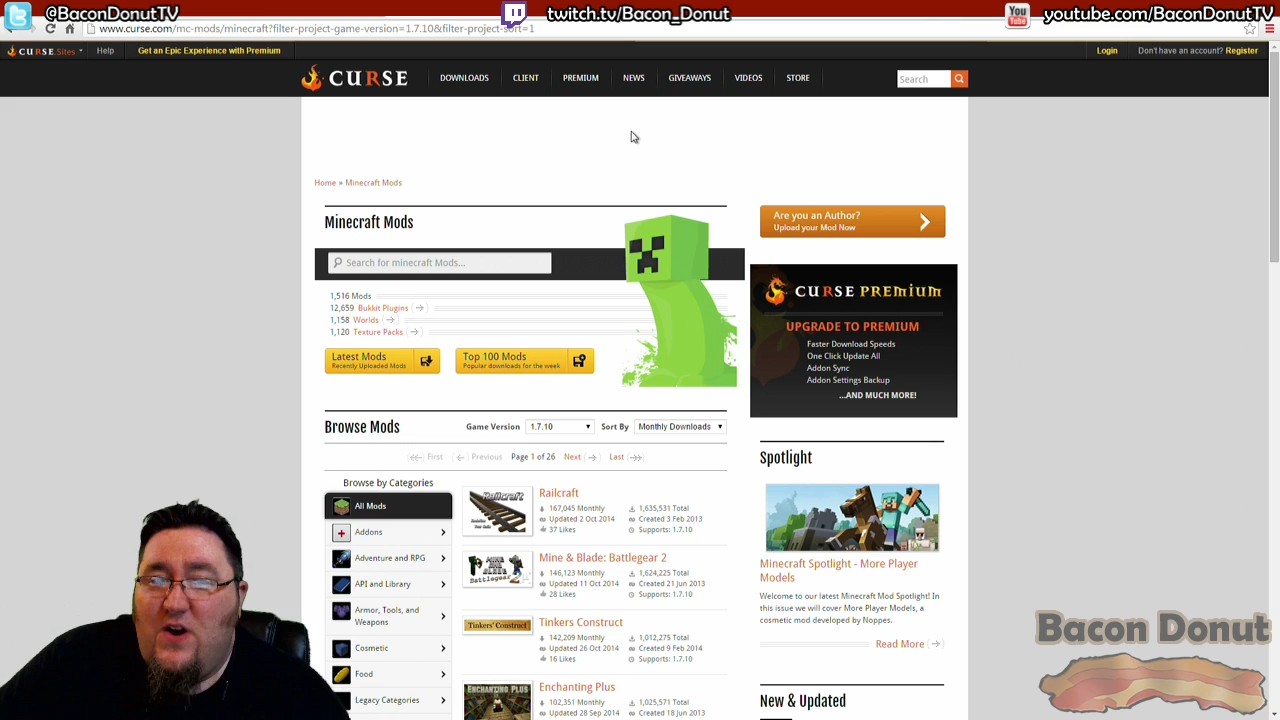 @BaconDonutTV
twitch.tv/Bacon_Donut
You Tube
youtube.com/BaconDonutTV
www.curse.com/mc-mods/minecraft?filter-project-game-version=1.7.10&filter-project-sort=1
CURSE Sites
Help
Get an Epic Experience with Premium
Login
Don't have an account? Register
CURSE
DOWNLOADS
CLIENT
PREMIUM
NEWS
GIVEAWAYS
VIDEOS
STORE
Search
Home » Minecraft Mods
Minecraft Mods
Search for minecraft Mods...
1,516 Mods
12,659 Bukkit Plugins
1,158 Worlds
1,120 Texture Packs
Latest Mods
Recently Uploaded Mods
Top 100 Mods
Popular downloads for the week
Are you an Author?
Upload your Mod Now
CURSE PREMIUM
UPGRADE TO PREMIUM
Faster Download Speeds
One Click Update All
Addon Sync
Addon Settings Backup
...AND MUCH MORE!
Browse Mods
Game Version 1.7.10
Sort By Monthly Downloads
First Previous Page 1 of 26 Next Last
Browse by Categories
All Mods
Addons
Adventure and RPG
API and Library
Armor, Tools, and
Weapons
Cosmetic
Food
Legacy Categories
Railcraft
Railcraft
167,045 Monthly
1,635,531 Total
Updated 2 Oct 2014
Created 3 Feb 2013
37 Likes
Supports: 1.7.10
MINE BLADE
BATTLEGEAR 2
Mine & Blade: Battlegear 2
146,123 Monthly
1,624,225 Total
Updated 11 Oct 2014
Created 21 Jun 2013
28 Likes
Supports: 1.7.10
Tinkers' Construct
Tinkers Construct
142,209 Monthly
1,012,275 Total
Updated 26 Oct 2014
Created 9 Feb 2014
16 Likes
Supports: 1.7.10
ENCHANTING PLUS
Enchanting Plus
102,351 Monthly
1,025,571 Total
Updated 28 Sep 2014
Created 18 Jun 2013
Spotlight
Minecraft Spotlight - More Player
Models
Welcome to our latest Minecraft Mod Spotlight! In
this issue we will cover More Player Models, a
cosmetic mod developed by Noppes.
Read More
New & Updated
Bacon Donut